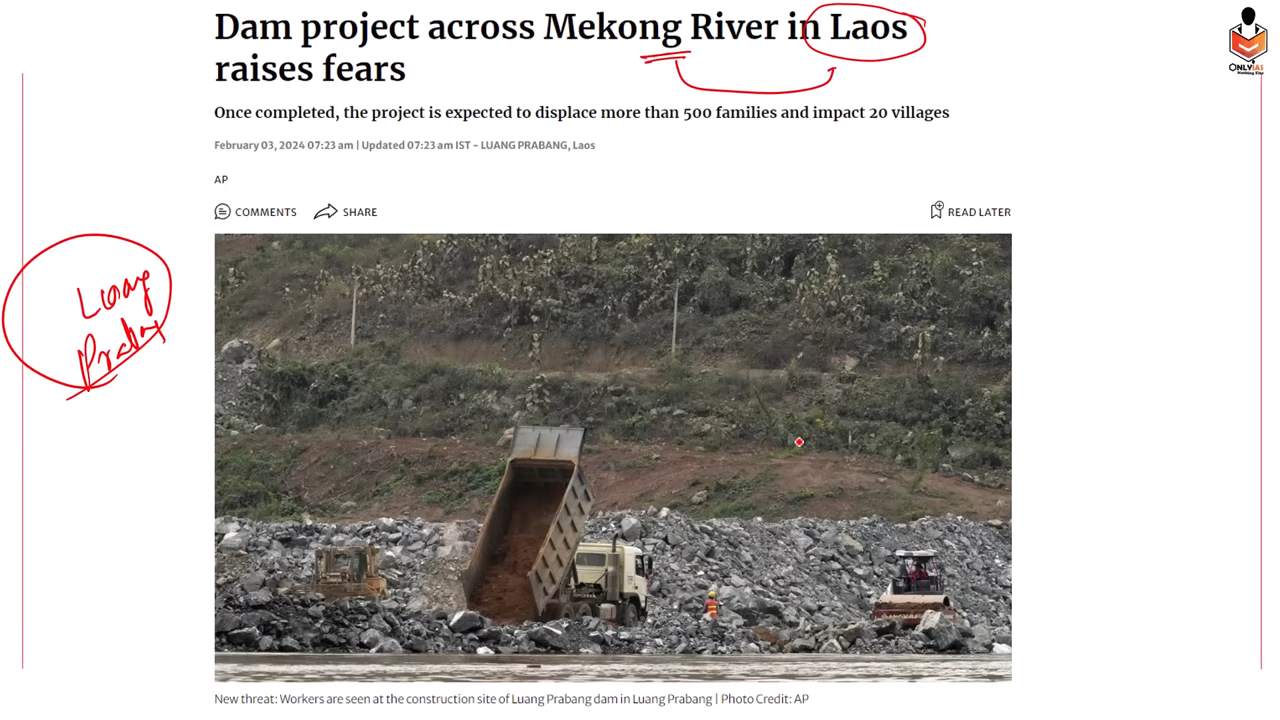 Dam project across Mekong River in Laos
raises fears
Once completed, the project is expected to displace more than 500 families and impact 20 villages
February 03, 2024 07:23 am | Updated 07:23 am IST - LUANG PRABANG, Laos
AP
COMMENTS SHARE READ LATER
Luang
Praban
New threat: Workers are seen at the construction site of Luang Prabang dam in Luang Prabang | Photo Credit: AP
ONLYIAS
Nothing Else